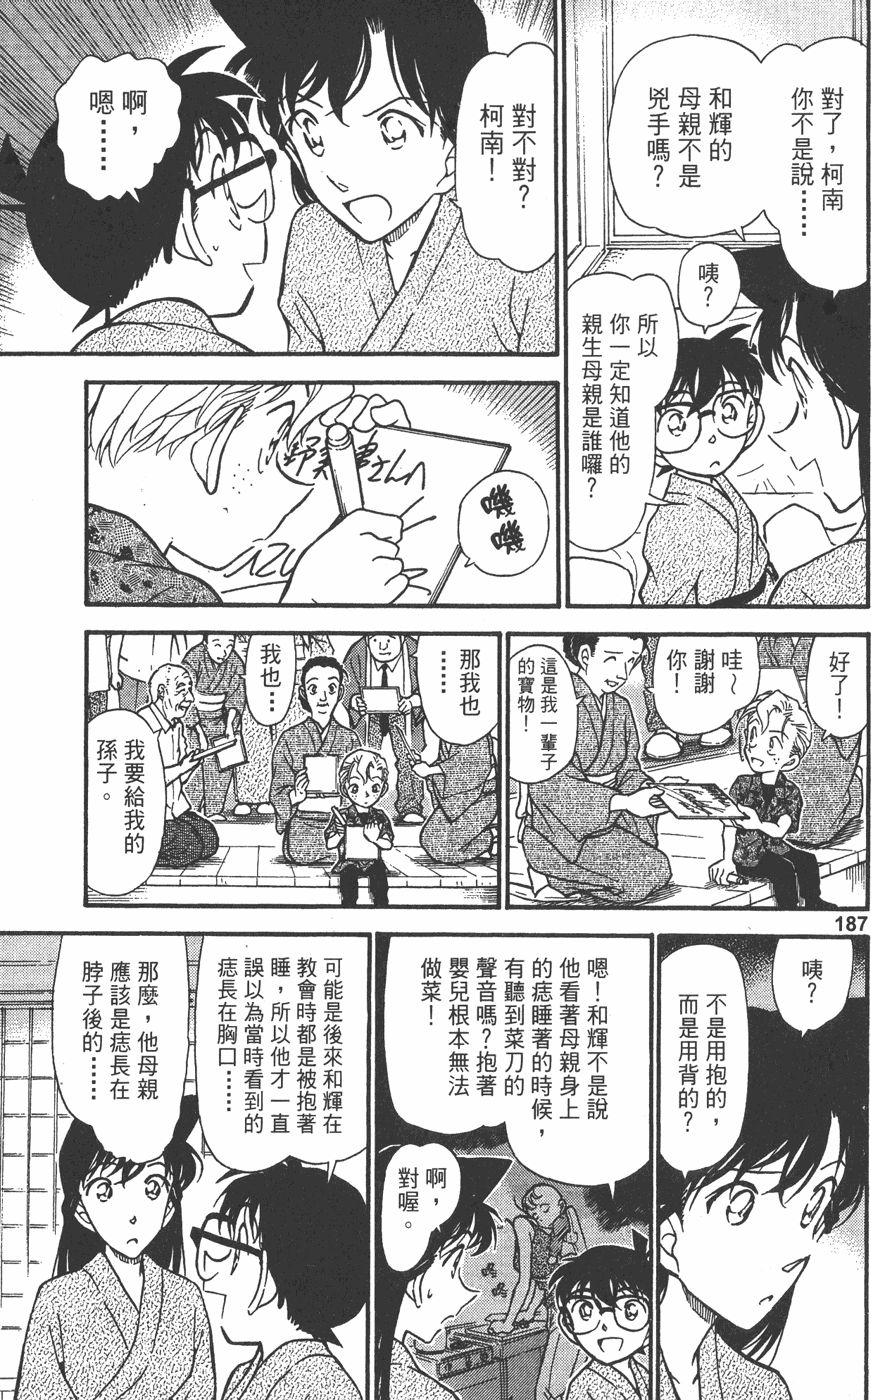 對了，柯南
你不是說……
和輝的
母親不是
兇手嗎？
咦？
所以
你一定知道他的
親生母親是誰囉？
對不對？
柯南！
啊，
嗯……
嘰
嘰
好了！
哇～
謝謝
你！
這是我一輩子
的寶物！
那我也
……
我也…
我要給我的
孫子。
187
咦？
不是用抱的，
而是用背的？
嗯！和輝不是說
他看著母親身上
的痣睡著的時候，
有聽到菜刀的
聲音嗎？抱著
嬰兒根本無法
做菜！
啊，
對喔。
可能是後來和輝在
教會時都是被抱著
睡，所以他才一直
誤以為當時看到的
痣長在胸口……
那麼，他母親
應該是痣長在
脖子後的……